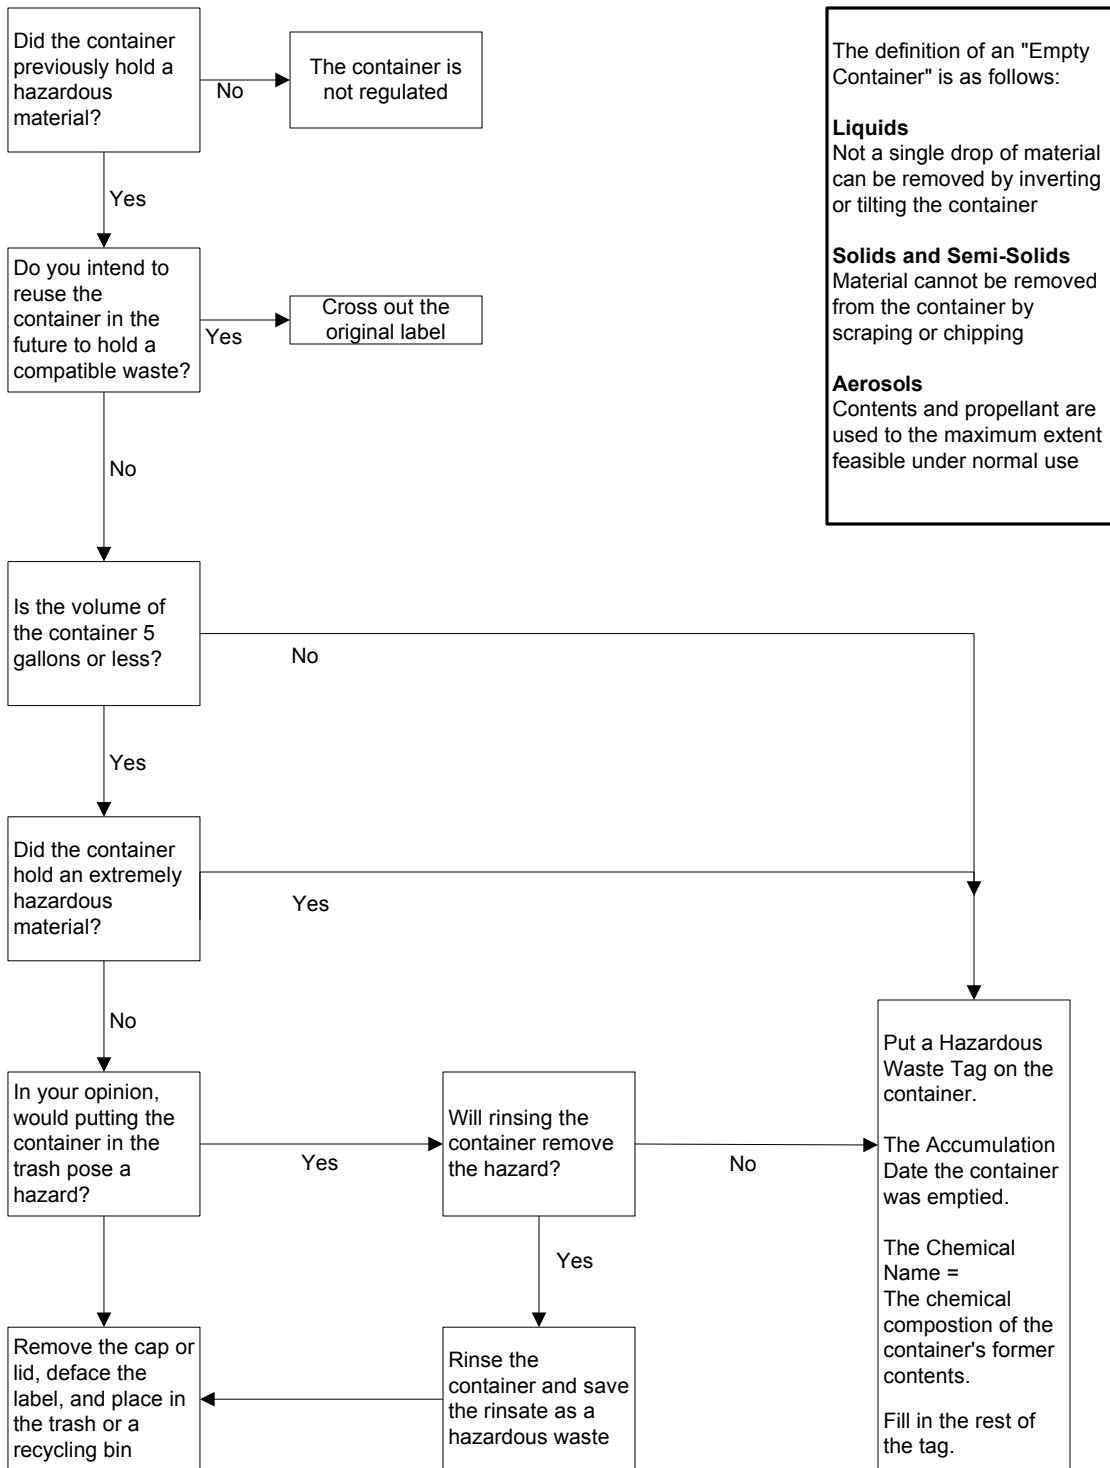 Did the container
previously hold a
hazardous
material?
No
The container is
not regulated
Yes
Do you intend to
reuse the
container in the
future to hold a
compatible waste?
Yes
Cross out the
original label
No
Is the volume of
the container 5
gallons or less?
No
Yes
Did the container
hold an extremely
hazardous
material?
Yes
No
In your opinion,
would putting the
container in the
trash pose a
hazard?
Yes
Will rinsing the
container remove
the hazard?
No
Yes
Remove the cap or
lid, deface the
label, and place in
the trash or a
recycling bin
Rinse the
container and save
the rinsate as a
hazardous waste
Put a Hazardous
Waste Tag on the
container.
The Accumulation
Date the container
was emptied.
The Chemical
Name =
The chemical
compostion of the
container's former
contents.
Fill in the rest of
the tag.
The definition of an "Empty
Container" is as follows:
Liquids
Not a single drop of material
can be removed by inverting
or tilting the container
Solids and Semi-Solids
Material cannot be removed
from the container by
scraping or chipping
Aerosols
Contents and propellant are
used to the maximum extent
feasible under normal use